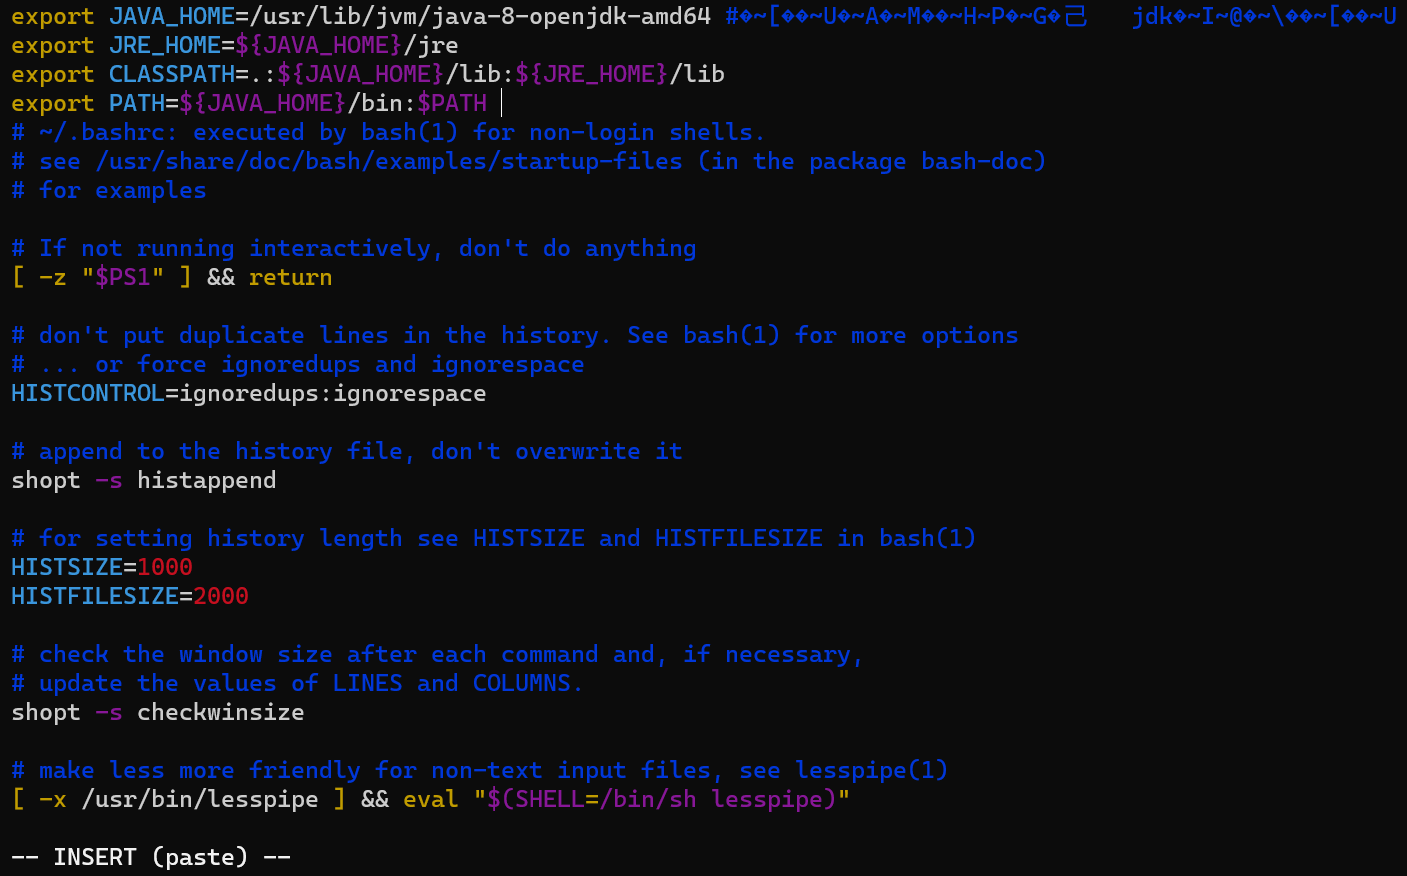 export JAVA_HOME=/usr/lib/jvm/java-8-openjdk-amd64 #�~[��~U�~A�~M��~H~P�~G�己 jdk�~I~@�~\��~[��~U
export JRE_HOME=${JAVA_HOME}/jre
export CLASSPATH=.:${JAVA_HOME}/lib:${JRE_HOME}/lib
export PATH=${JAVA_HOME}/bin:$PATH
# ~/.bashrc: executed by bash(1) for non-login shells.
# see /usr/share/doc/bash/examples/startup-files (in the package bash-doc)
# for examples
# If not running interactively, don't do anything
[ -z "$PS1" ] && return
# don't put duplicate lines in the history. See bash(1) for more options
# ... or force ignoredups and ignorespace
HISTCONTROL=ignoredups:ignorespace
# append to the history file, don't overwrite it
shopt -s histappend
# for setting history length see HISTSIZE and HISTFILESIZE in bash(1)
HISTSIZE=1000
HISTFILESIZE=2000
# check the window size after each command and, if necessary,
# update the values of LINES and COLUMNS.
shopt -s checkwinsize
# make less more friendly for non-text input files, see lesspipe(1)
[ -x /usr/bin/lesspipe ] && eval "$(SHELL=/bin/sh lesspipe)"
-- INSERT (paste) --